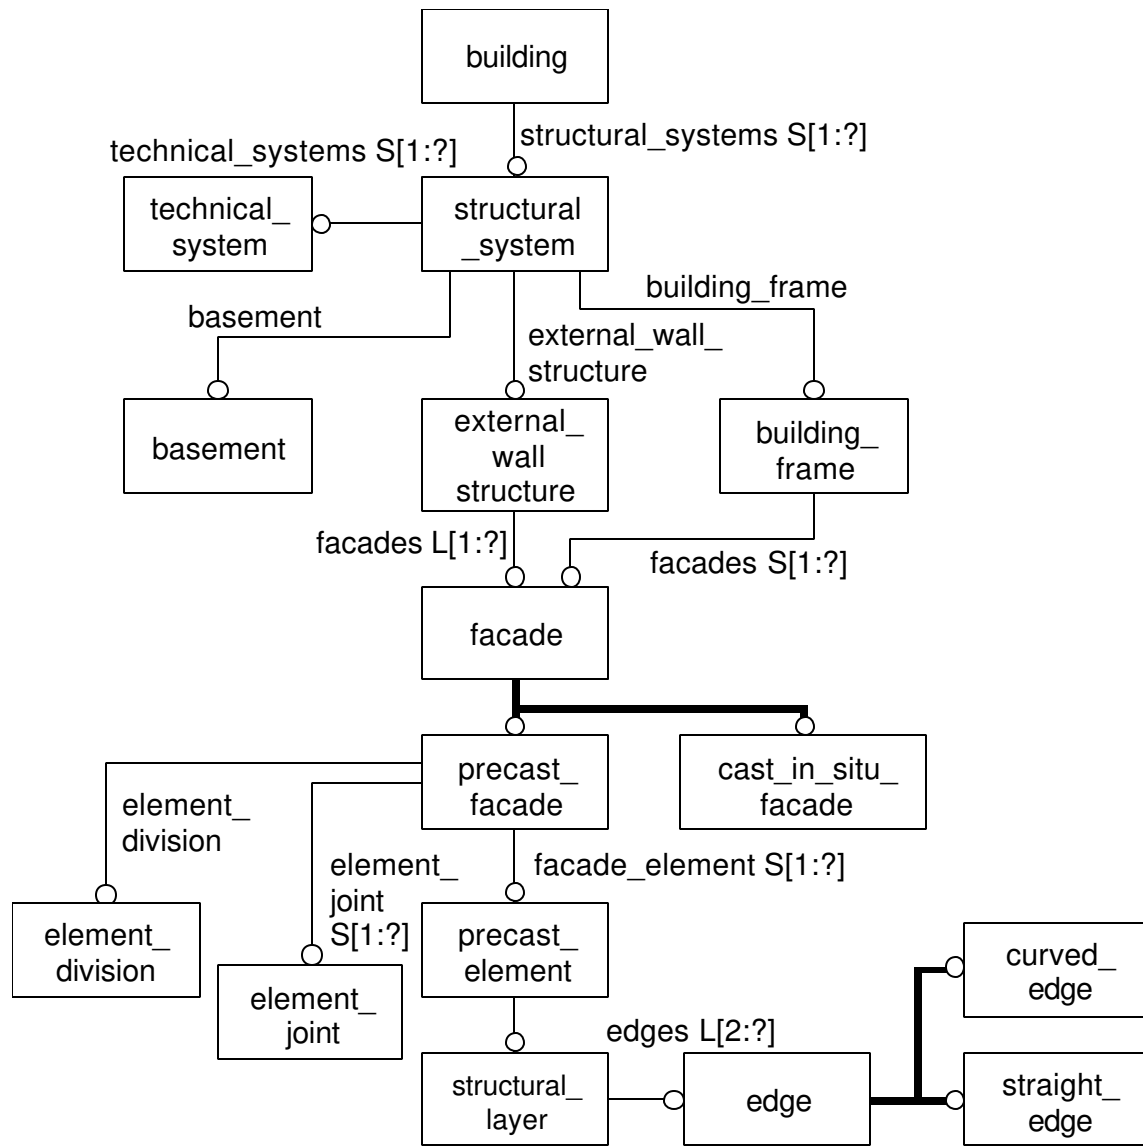 building
structural_systems S[1:?]
technical_systems S[1:?]
technical_
system
structural
_system
building_frame
basement
external_wall_
structure
basement
external_
wall
structure
building_
frame
facades L[1:?]
facades S[1:?]
facade
precast_
facade
cast_in_situ_
facade
element_
division
element_
joint
S[1:?]
facade_element S[1:?]
element_
division
element_
joint
precast_
element
curved_
edge
edges L[2:?]
structural_
layer
edge
straight_
edge